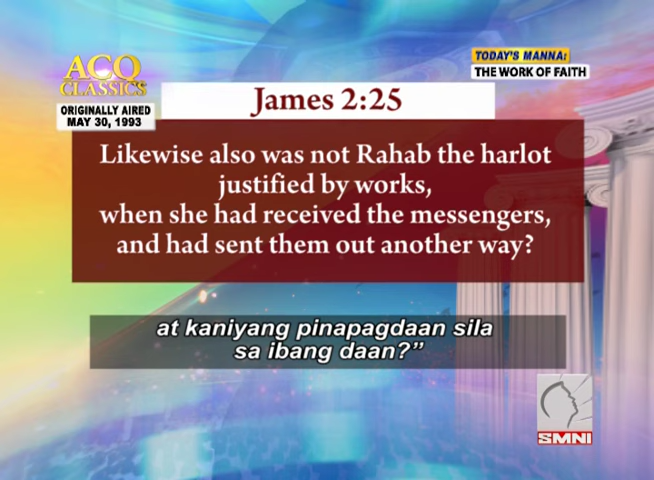 ACQ
CLASSICS
ORIGINALLY AIRED
MAY 30, 1993
TODAY'S MANNA:
THE WORK OF FAITH
James 2:25
Likewise also was not Rahab the harlot
justified by works,
when she had received the messengers,
and had sent them out another way?
at kaniyang pinapagdaan sila
sa ibang daan?”
SMNI